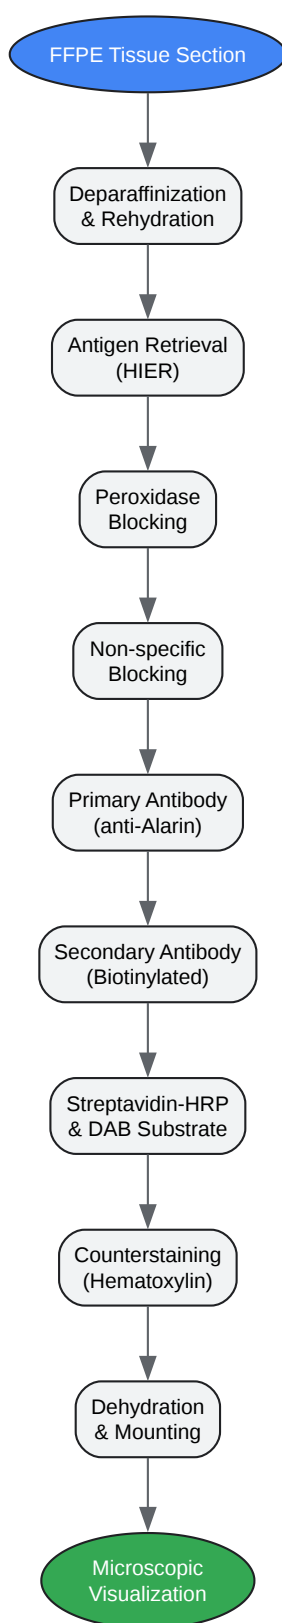 FFPE Tissue Section
Deparaffinization
& Rehydration
Antigen Retrieval
(HIER)
Peroxidase
Blocking
Non-specific
Blocking
Primary Antibody
(anti-Alarin)
Secondary Antibody
(Biotinylated)
Streptavidin-HRP
& DAB Substrate
Counterstaining
(Hematoxylin)
Dehydration
& Mounting
Microscopic
Visualization